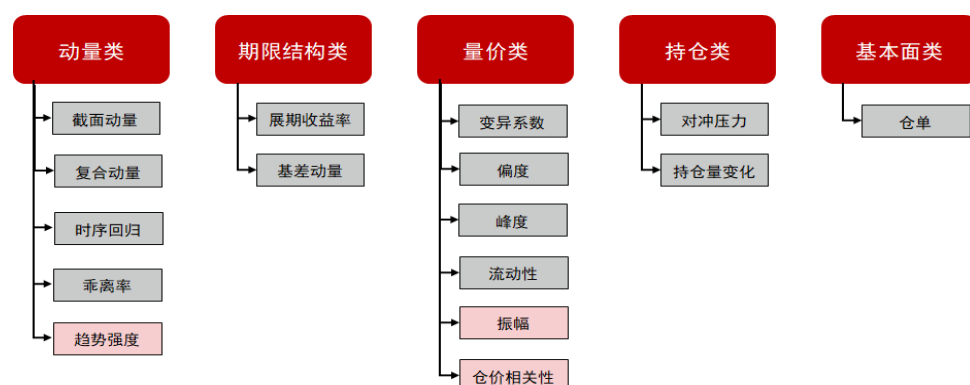 动量类
截面动量
复合动量
时序回归
乖离率
趋势强度
期限结构类
展期收益率
基差动量
量价类
变异系数
偏度
峰度
流动性
振幅
仓价相关性
持仓类
对冲压力
持仓量变化
基本面类
仓单